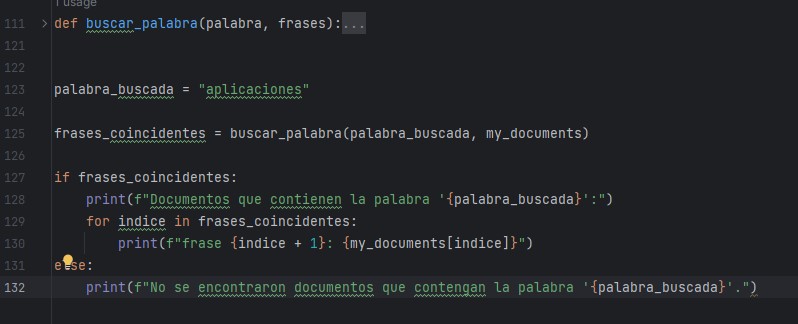 1 usage
111 def buscar_palabra(palabra, frases):...
121
122
123 palabra_buscada = "aplicaciones"
124
125 frases_coincidentes = buscar_palabra(palabra_buscada, my_documents)
126
127 if frases_coincidentes:
128 print(f"Documentos que contienen la palabra '{palabra_buscada}':")
129 for indice in frases_coincidentes:
130 print(f"frase {indice + 1}: {my_documents[indice]}")
131 else:
132 print(f"No se encontraron documentos que contengan la palabra '{palabra_buscada}'.")